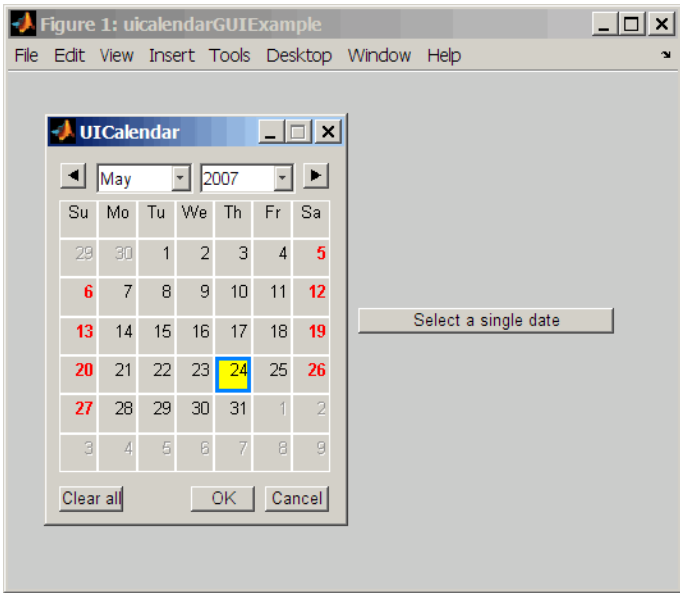 Figure 1: uicalendarGUIExample
File Edit View Insert Tools Desktop Window Help
UICalendar
May 2007
Su Mo Tu We Th Fr Sa
29 30 1 2 3 4 5
6 7 8 9 10 11 12
13 14 15 16 17 18 19
20 21 22 23 24 25 26
27 28 29 30 31 1 2
3 4 5 6 7 8 9
Select a single date
Clear all OK Cancel